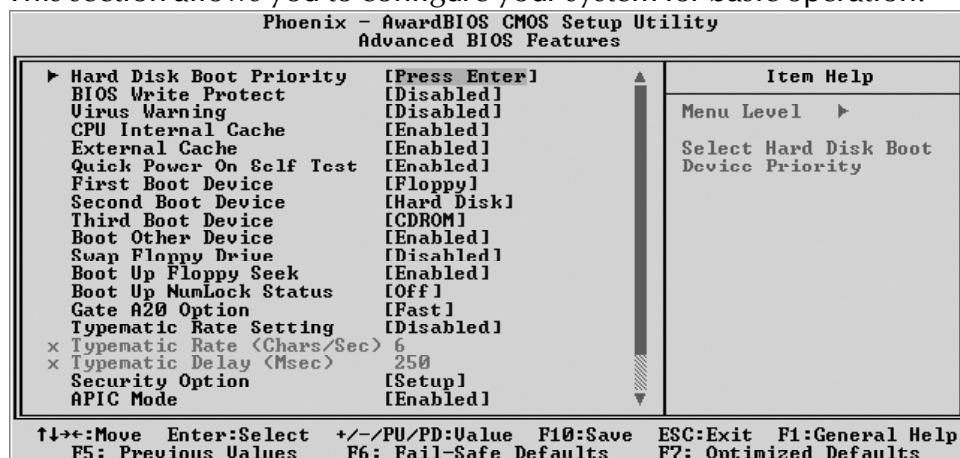 This section allows you to configure your system for basic operation.
Phoenix - AwardBIOS CMOS Setup Utility
Advanced BIOS Features
Hard Disk Boot Priority [Press Enter]
BIOS Write Protect [Disabled]
Virus Warning [Disabled]
CPU Internal Cache [Enabled]
External Cache [Enabled]
Quick Power On Self Test [Enabled]
First Boot Device [Floppy]
Second Boot Device [Hard Disk]
Third Boot Device [CDROM]
Boot Other Device [Enabled]
Swap Floppy Drive [Disabled]
Boot Up Floppy Seek [Enabled]
Boot Up NumLock Status [Off]
Gate A20 Option [Fast]
Typematic Rate Setting [Disabled]
x Typematic Rate (Chars/Sec) 6
x Typematic Delay (Msec) 250
Security Option [Setup]
APIC Mode [Enabled]
Item Help
Menu Level
Select Hard Disk Boot
Device Priority
↑↓→←:Move Enter:Select +/-/PU/PD:Value F10:Save ESC:Exit F1:General Help
F5: Previous Values F6: Fail-Safe Defaults F7: Optimized Defaults